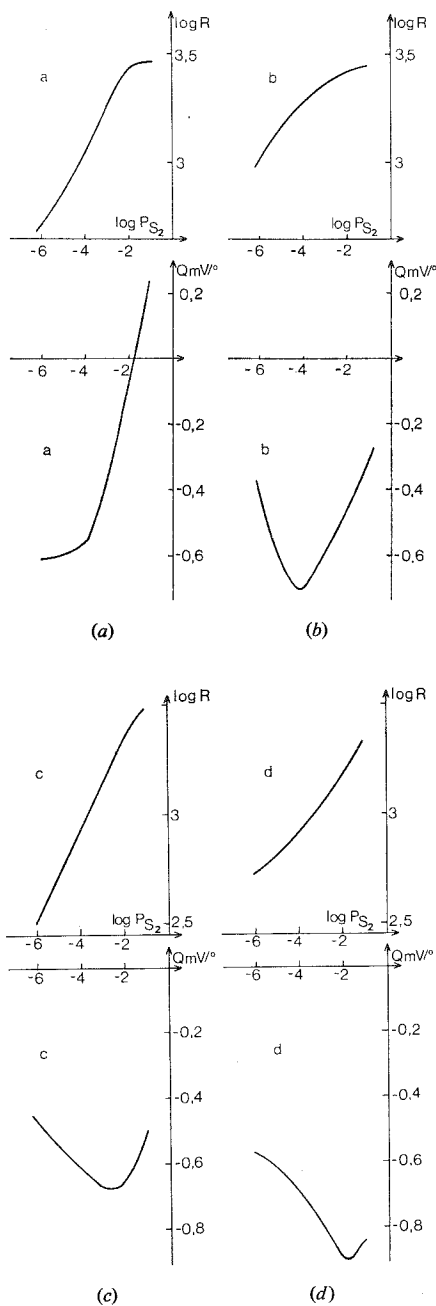 log R
3,5
a
3
-6 -4 -2
log P_S₂
Q mV/°
0,2
-6 -4 -2
-0,2
a
-0,4
-0,6
(a)
log R
3,5
b
3
-6 -4 -2
log P_S₂
Q mV/°
0,2
-6 -4 -2
-0,2
b
-0,4
-0,6
(b)
log R
c
3
log P_S₂
2,5
-6 -4 -2
Q mV/°
-6 -4 -2
-0,2
c
-0,4
-0,6
-0,8
(c)
log R
d
3
log P_S₂
2,5
-6 -4 -2
Q mV/°
-6 -4 -2
-0,2
d
-0,4
-0,6
-0,8
(d)